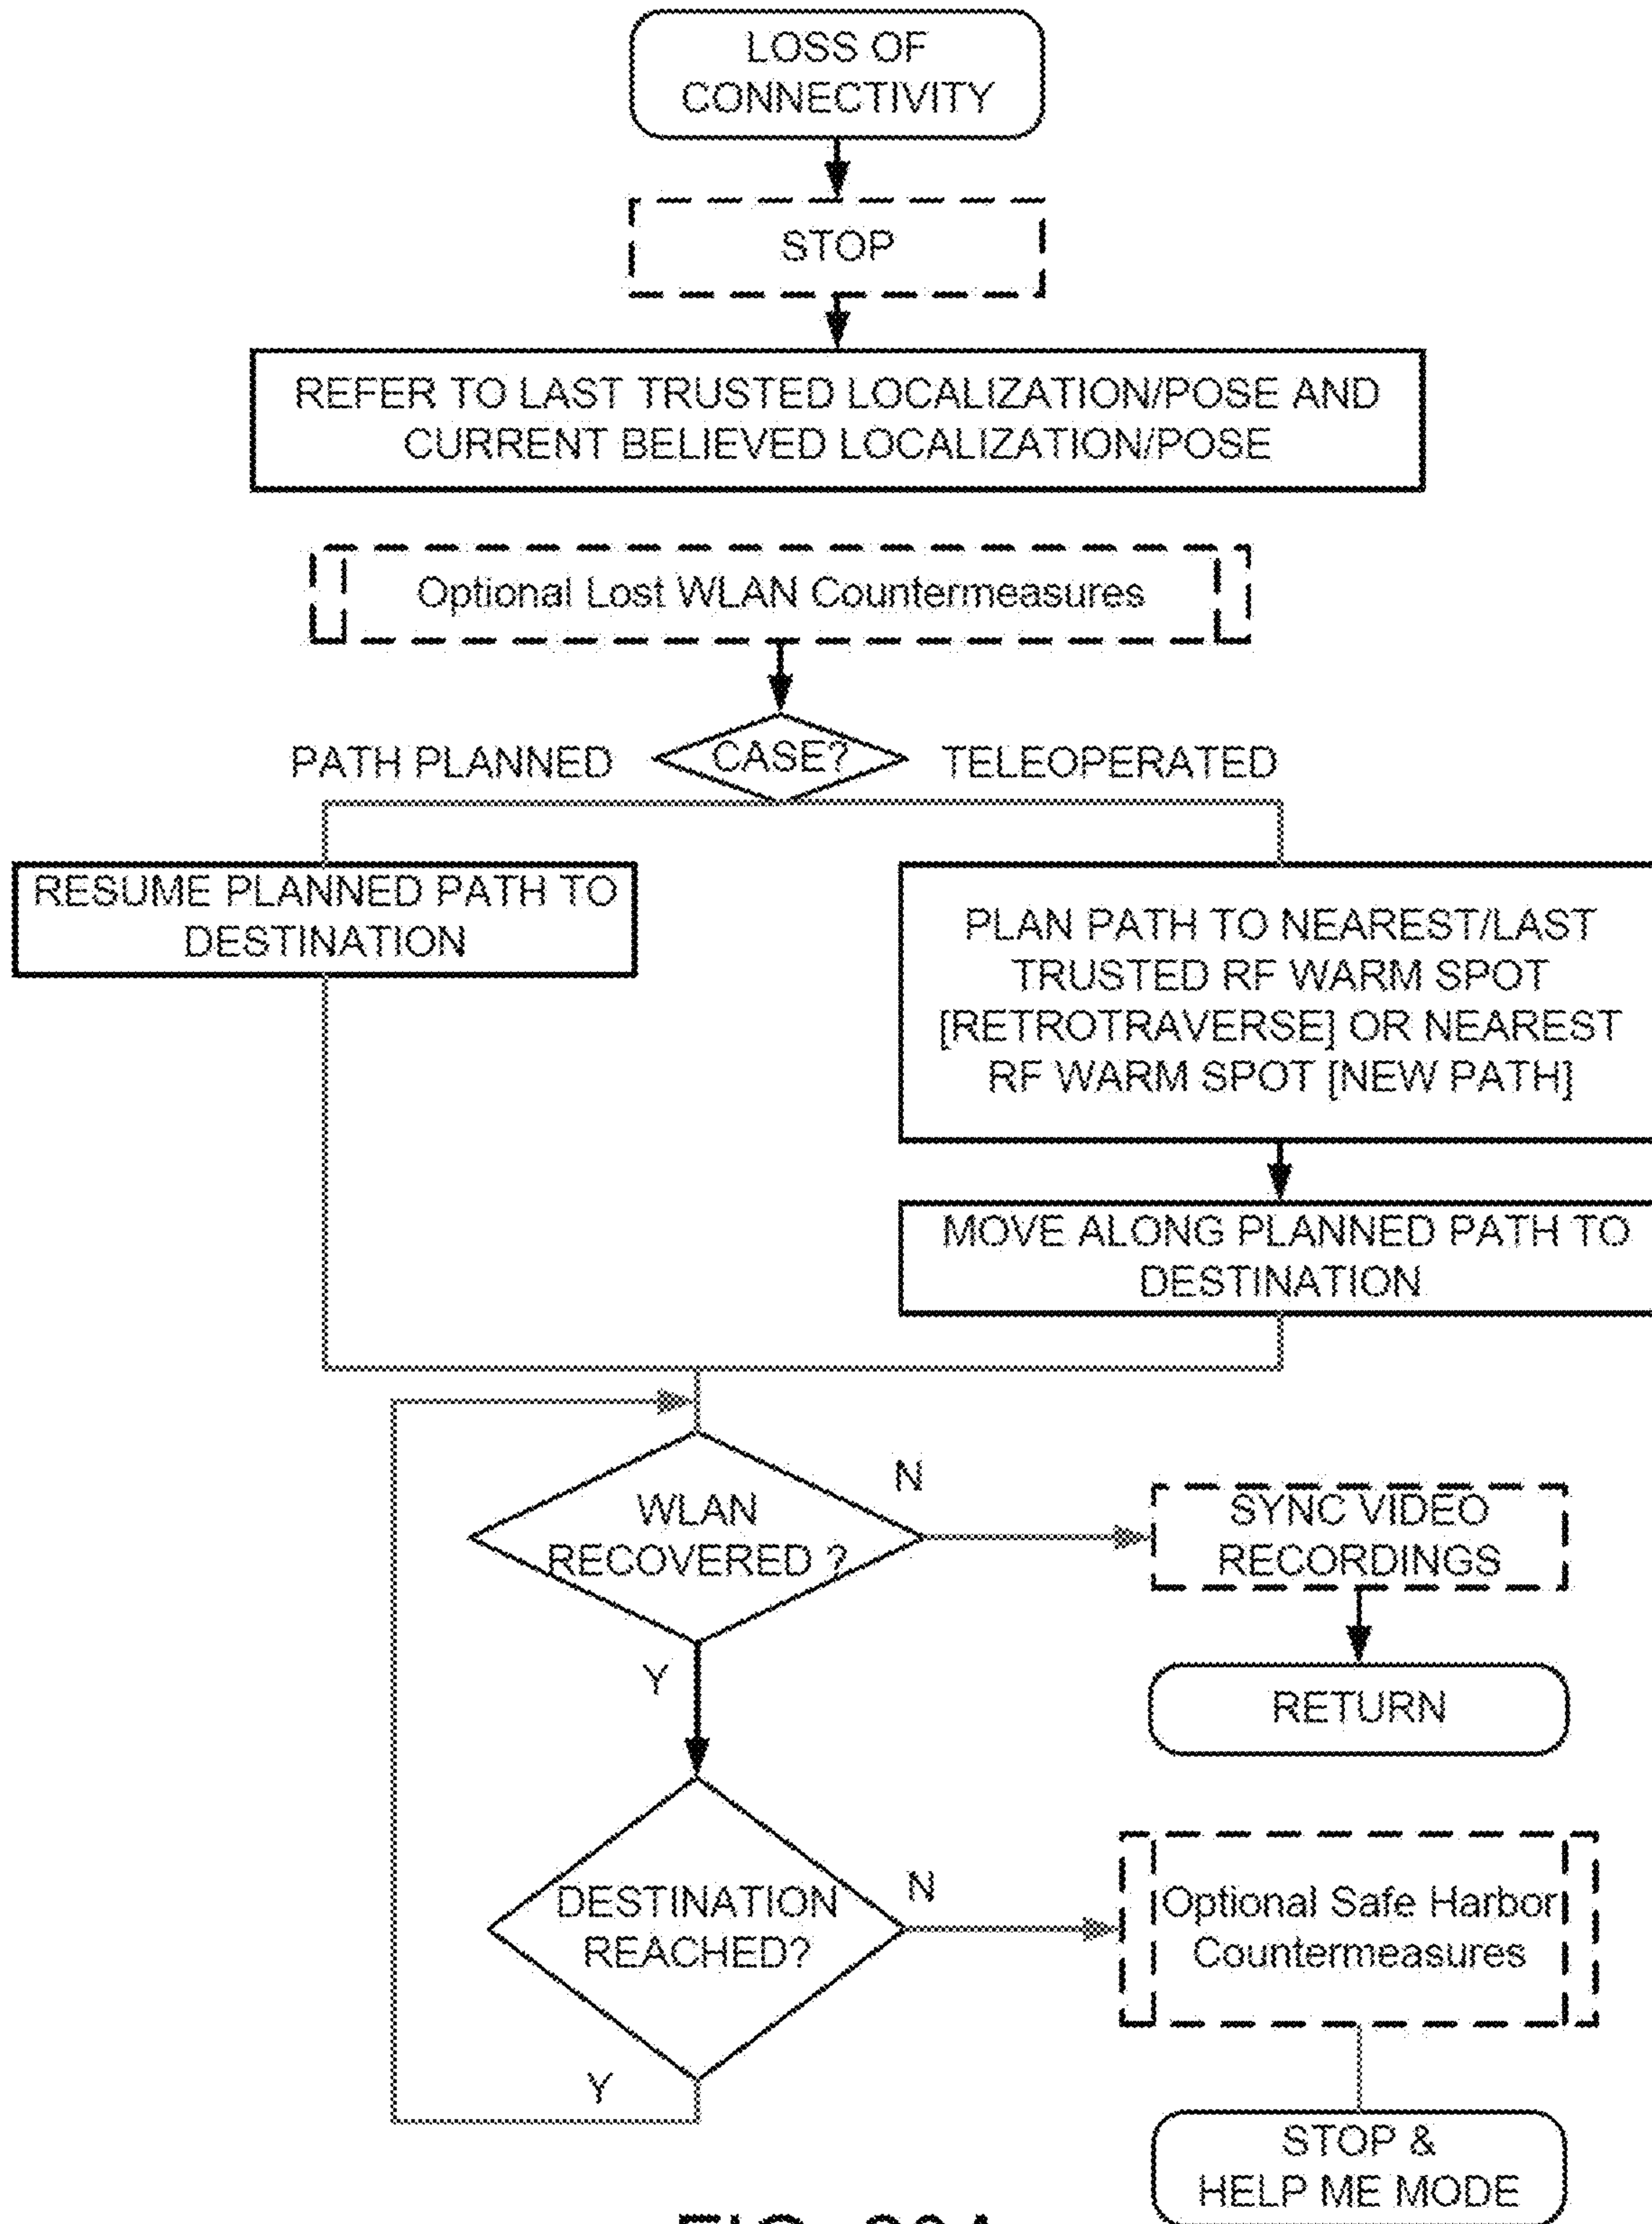 LOSS OF
CONNECTIVITY
STOP
REFER TO LAST TRUSTED LOCALIZATION/POSE AND
CURRENT BELIEVED LOCALIZATION/POSE
Optional Lost WLAN Countermeasures
PATH PLANNED
CASE?
TELEOPERATED
RESUME PLANNED PATH TO
DESTINATION
PLAN PATH TO NEAREST/LAST
TRUSTED RF WARM SPOT
[RETROTRAVERSE] OR NEAREST
RF WARM SPOT [NEW PATH]
MOVE ALONG PLANNED PATH TO
DESTINATION
WLAN
RECOVERED ?
N
SYNC VIDEO
RECORDINGS
Y
RETURN
DESTINATION
REACHED?
N
Optional Safe Harbor
Countermeasures
Y
STOP &
HELP ME MODE